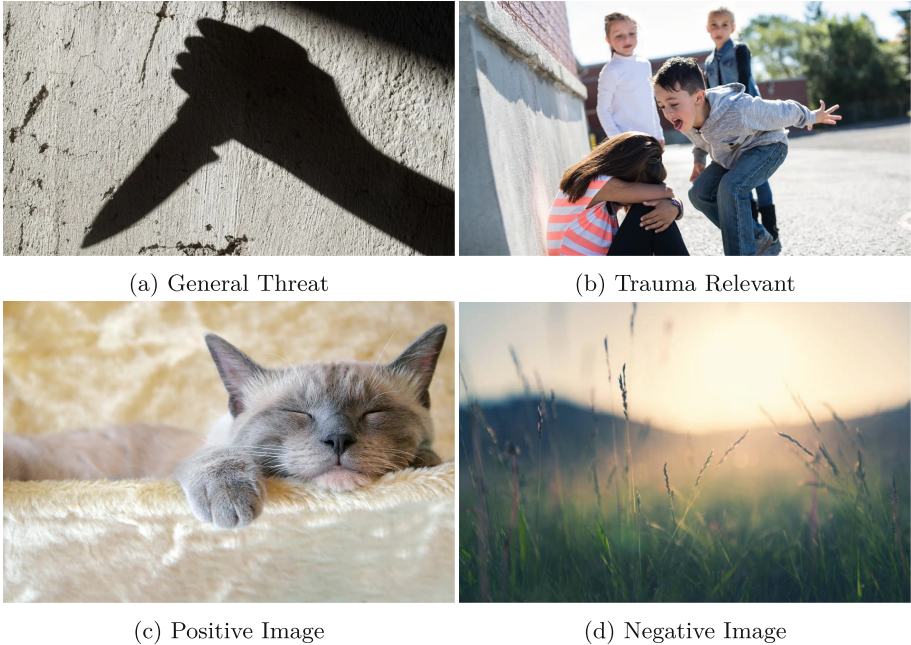 (a) General Threat
(b) Trauma Relevant
(c) Positive Image
(d) Negative Image